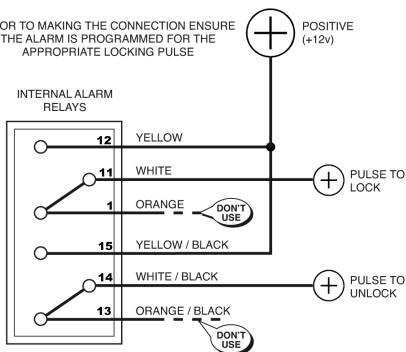 OR TO MAKING THE CONNECTION ENSURE
THE ALARM IS PROGRAMMED FOR THE
APPROPRIATE LOCKING PULSE
POSITIVE
(+12v)
INTERNAL ALARM
RELAYS
12 YELLOW
11 WHITE
PULSE TO
LOCK
1 ORANGE
DON'T
USE
15 YELLOW / BLACK
14 WHITE / BLACK
PULSE TO
UNLOCK
13 ORANGE / BLACK
DON'T
USE